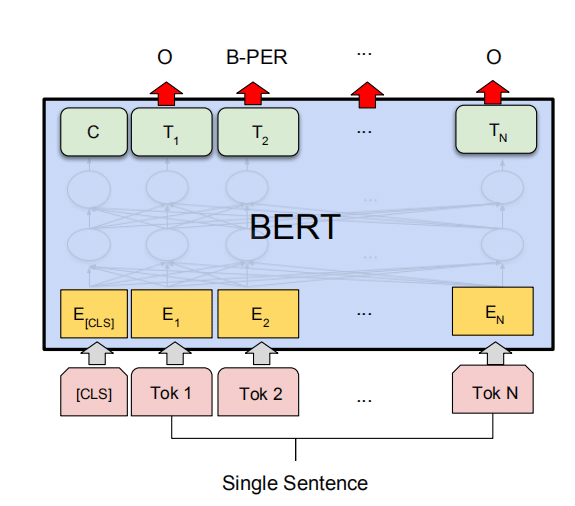 O B-PER ... O
C T1 T2 ... TN
...
BERT
...
E[CLS] E1 E2 ... EN
[CLS] Tok 1 Tok 2 ... Tok N
Single Sentence